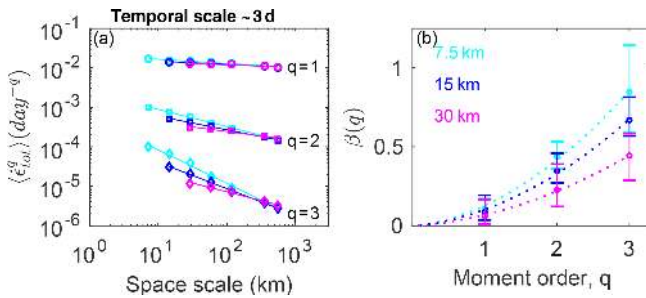 Temporal scale ~3 d
(a)
q=1
q=2
q=3
10^-1
10^-2
10^-3
10^-4
10^-5
10^-6
10^0
10^1
10^2
10^3
⟨ε̇^q_tot⟩(day^-q)
Space scale (km)
(b)
7.5 km
15 km
30 km
1
0.5
0
β(q)
1
2
3
Moment order, q